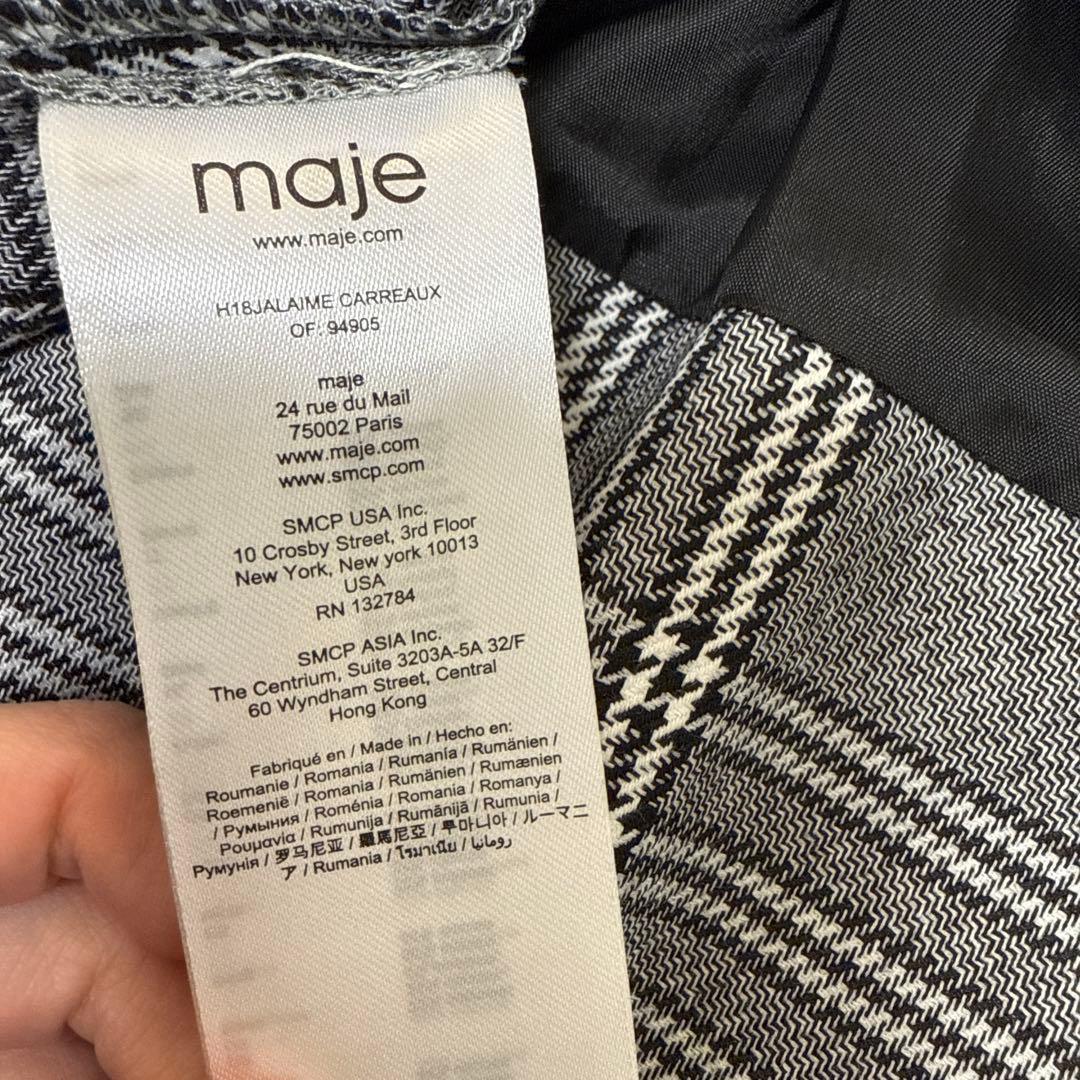 maje
www.maje.com
H18JALAIME CARREAUX
OF: 94905
maje
24 rue du Mail
75002 Paris
www.maje.com
www.smcp.com
SMCP USA Inc.
10 Crosby Street, 3rd Floor
New York, New york 10013
USA
RN 132784
SMCP ASIA Inc.
The Centrium, Suite 3203A-5A 32/F
60 Wyndham Street, Central
Hong Kong
Fabriqué en / Made in / Hecho en:
Roumanie / Romania / Rumanía / Rumänien /
Roemenië / Romania / Rumänien / Rumænien
/ Румыния / Roménia / Romania / Romanya /
Ρουμανία / Rumunija / Rumānijā / Rumunia /
Румунія / 罗马尼亚 / 羅馬尼亞 / 루마니아 / ルーマニ
ア / Rumania / โรมาเนีย / رومانيا